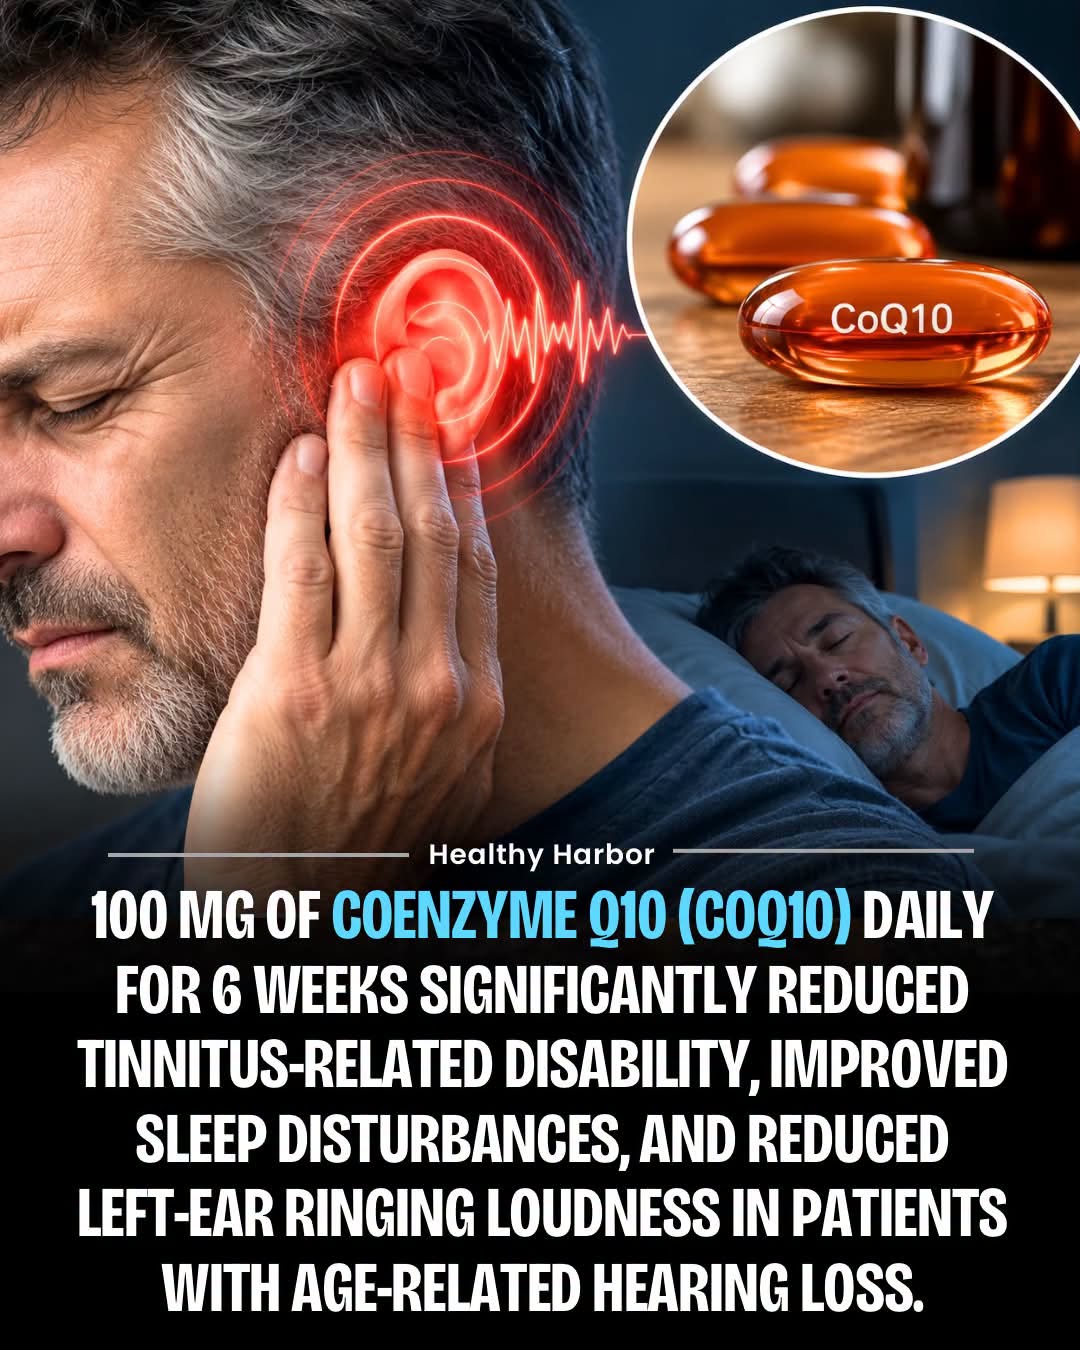 CoQ10
Healthy Harbor
100 MG OF COENZYME Q10 (COQ10) DAILY
FOR 6 WEEKS SIGNIFICANTLY REDUCED
TINNITUS-RELATED DISABILITY, IMPROVED
SLEEP DISTURBANCES, AND REDUCED
LEFT-EAR RINGING LOUDNESS IN PATIENTS
WITH AGE-RELATED HEARING LOSS.